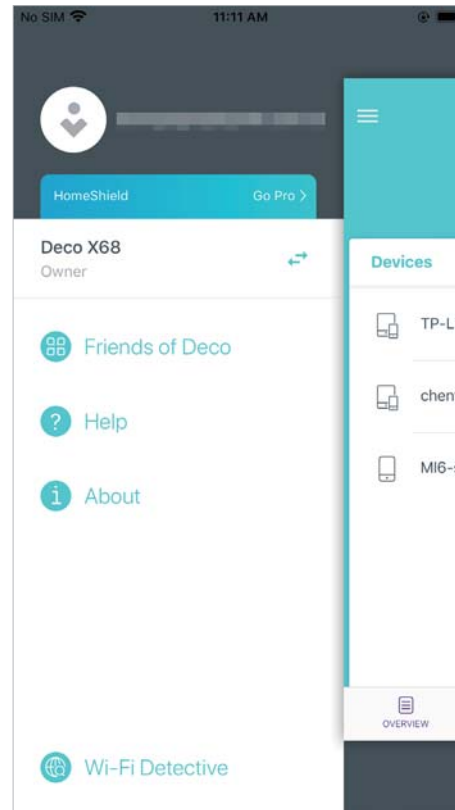 No SIM 11:11 AM
HomeShield Go Pro >
Deco X68
Owner
Friends of Deco
Help
About
Wi-Fi Detective
Devices
TP-L
chen
MI6-s
OVERVIEW